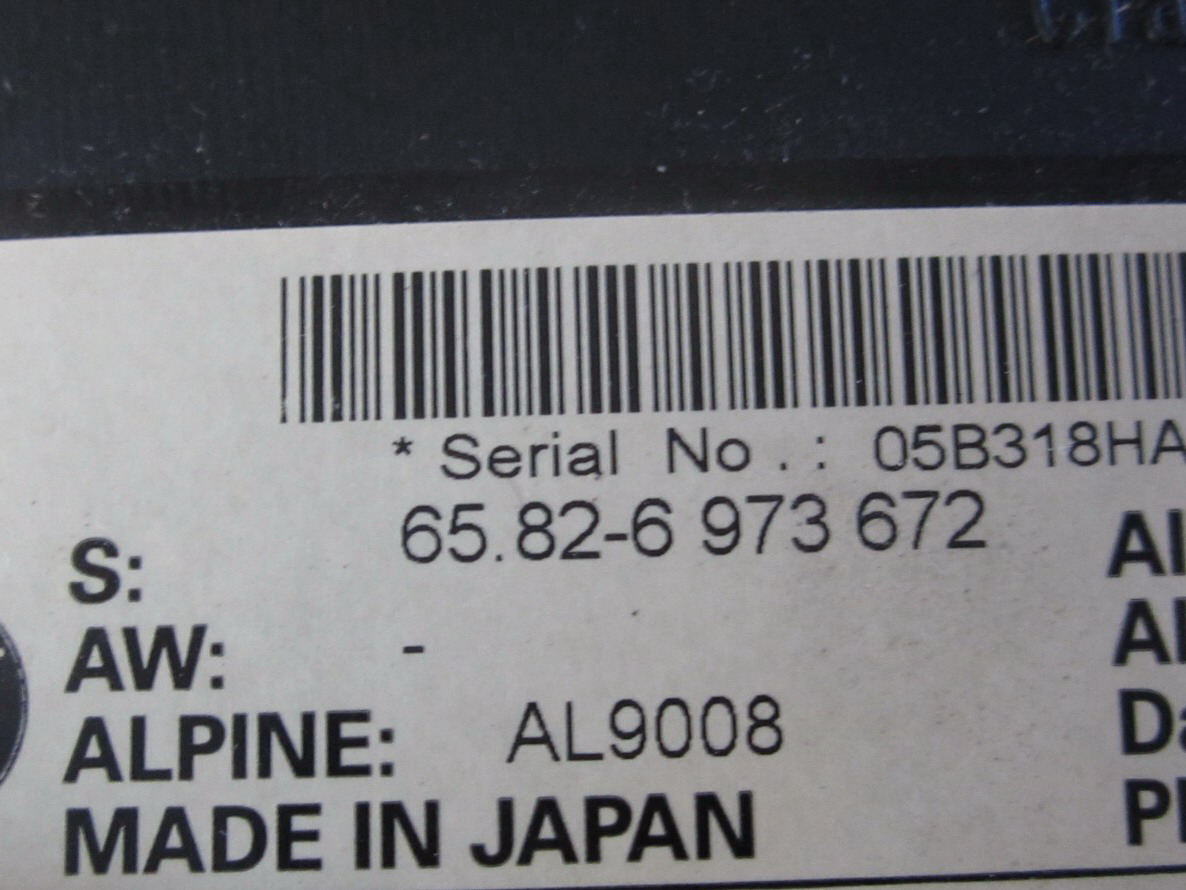 * Serial No.: 05B318HA
S: 65.82-6 973 672
AW: -
ALPINE: AL9008
MADE IN JAPAN